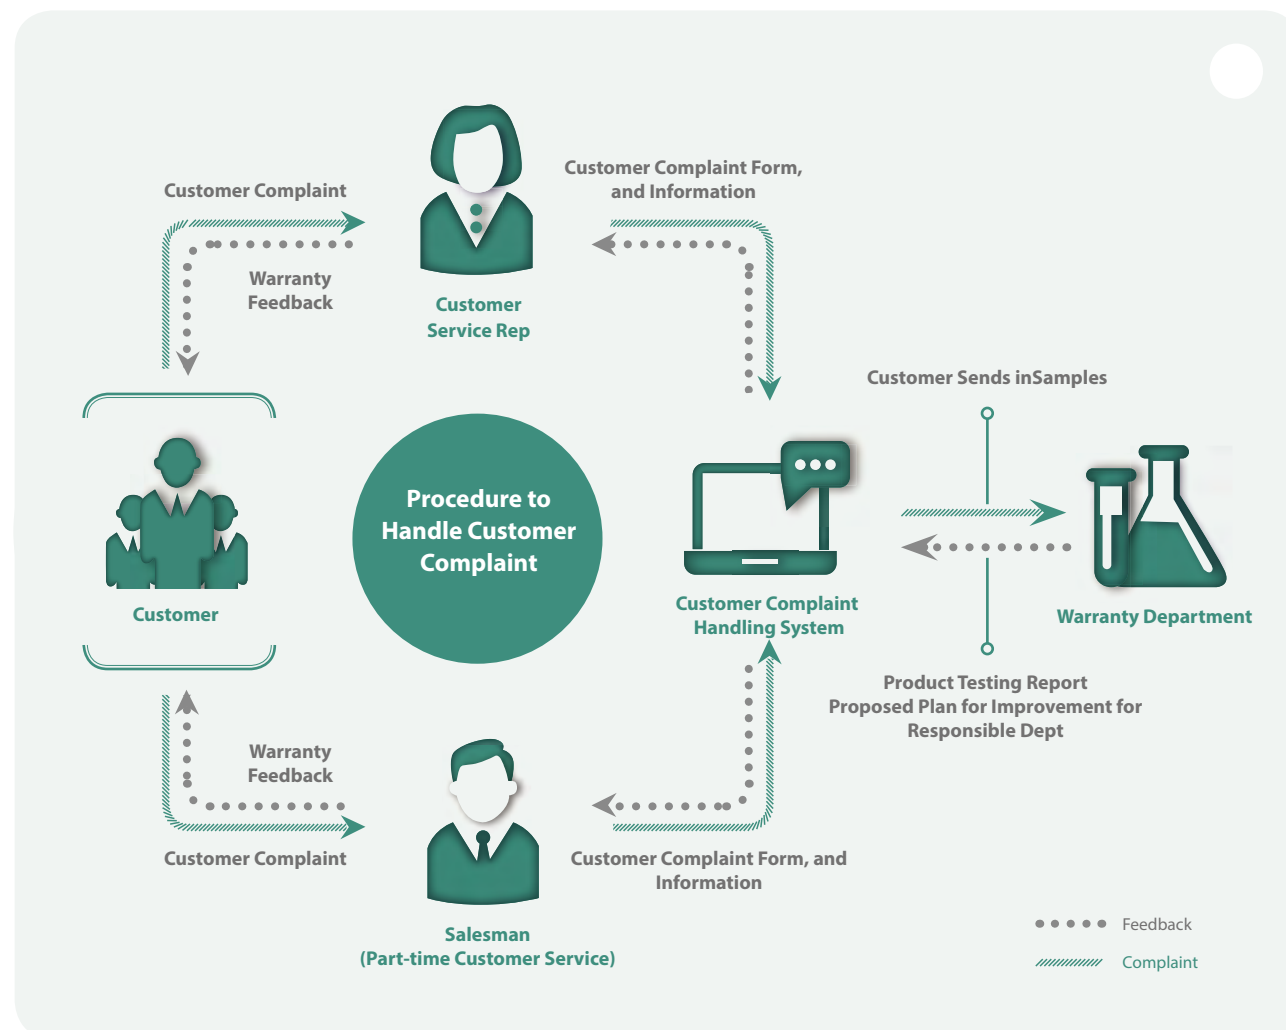 Customer Complaint Form,
and Information
Customer Complaint
Warranty
Feedback
Customer
Service Rep
Customer Sends inSamples
Procedure to
Handle Customer
Complaint
Customer
Customer Complaint
Handling System
Warranty Department
Product Testing Report
Proposed Plan for Improvement for
Responsible Dept
Warranty
Feedback
Customer Complaint
Customer Complaint Form, and
Information
Salesman
(Part-time Customer Service)
Feedback
Complaint